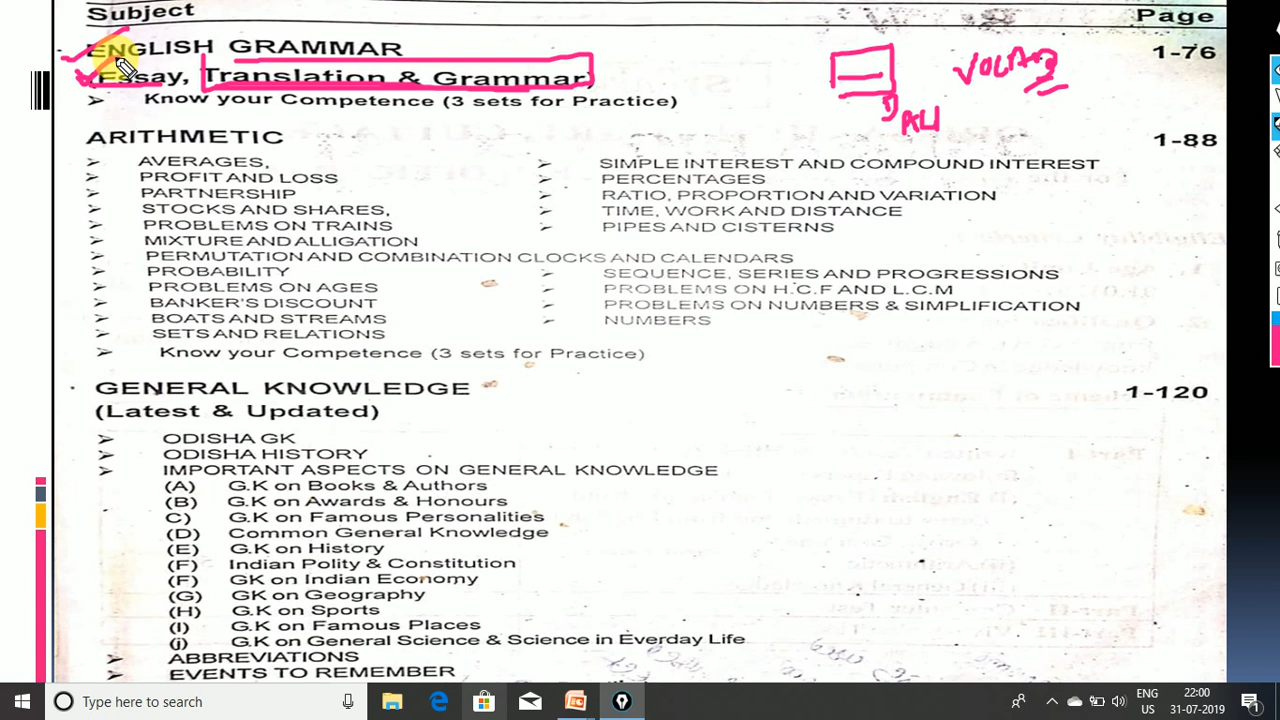 Subject Page
ENGLISH GRAMMAR 1-76
(Essay, Translation & Grammar)
Know your Competence (3 sets for Practice)
ARITHMETIC 1-88
AVERAGES, SIMPLE INTEREST AND COMPOUND INTEREST
PROFIT AND LOSS PERCENTAGES
PARTNERSHIP RATIO, PROPORTION AND VARIATION
STOCKS AND SHARES, TIME, WORK AND DISTANCE
PROBLEMS ON TRAINS PIPES AND CISTERNS
MIXTURE AND ALLIGATION
PERMUTATION AND COMBINATION CLOCKS AND CALENDARS
PROBABILITY SEQUENCE, SERIES AND PROGRESSIONS
PROBLEMS ON AGES PROBLEMS ON H.C.F AND L.C.M
BANKER'S DISCOUNT PROBLEMS ON NUMBERS & SIMPLIFICATION
BOATS AND STREAMS NUMBERS
SETS AND RELATIONS
Know your Competence (3 sets for Practice)
GENERAL KNOWLEDGE 1-120
(Latest & Updated)
ODISHA GK
ODISHA HISTORY
IMPORTANT ASPECTS ON GENERAL KNOWLEDGE
(A) G.K on Books & Authors
(B) G.K on Awards & Honours
C) G.K on Famous Personalities
(D) Common General Knowledge
(E) G.K on History
(F) Indian Polity & Constitution
(F) GK on Indian Economy
(G) GK on Geography
(H) G.K on Sports
(I) G.K on Famous Places
(j) G.K on General Science & Science in Everday Life
ABBREVIATIONS
EVENTS TO REMEMBER
Type here to search
ENG 22:00
US 31-07-2019